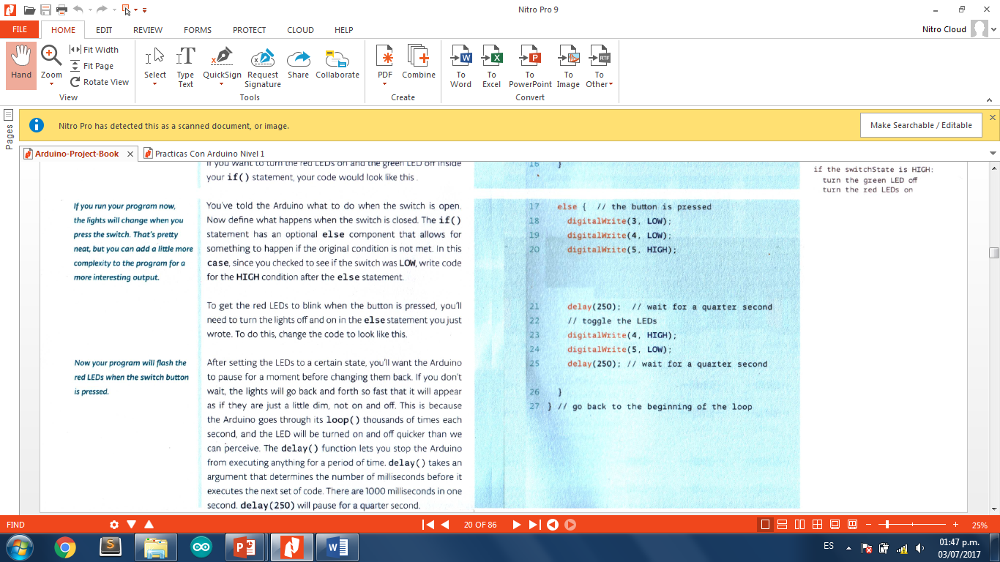 Nitro Pro 9
FILE
HOME
EDIT
REVIEW
FORMS
PROTECT
CLOUD
HELP
Nitro Cloud
Hand
Zoom
Fit Width
Fit Page
Rotate View
View
Select
Type
Text
QuickSign
Request
Signature
Share
Collaborate
Tools
PDF
Combine
Create
To
Word
To
Excel
To
PowerPoint
To
Image
To
Other
Convert
Pages
Nitro Pro has detected this as a scanned document, or image.
Make Searchable / Editable
Arduino-Project-Book
Practicas Con Arduino Nivel 1
If you want to turn the red LEDs on and the green LED off inside
your if() statement, your code would look like this .
If you run your program now,
the lights will change when you
press the switch. That's pretty
neat, but you can add a little more
complexity to the program for a
more interesting output.
You've told the Arduino what to do when the switch is open.
Now define what happens when the switch is closed. The if()
statement has an optional else component that allows for
something to happen if the original condition is not met. In this
case, since you checked to see if the switch was LOW, write code
for the HIGH condition after the else statement.
To get the red LEDs to blink when the button is pressed, you'll
need to turn the lights off and on in the else statement you just
wrote. To do this, change the code to look like this.
Now your program will flash the
red LEDs when the switch button
is pressed.
After setting the LEDs to a certain state, you'll want the Arduino
to pause for a moment before changing them back. If you don't
wait, the lights will go back and forth so fast that it will appear
as if they are just a little dim, not on and off. This is because
the Arduino goes through its loop() thousands of times each
second, and the LED will be turned on and off quicker than we
can perceive. The delay() function lets you stop the Arduino
from executing anything for a period of time. delay() takes an
argument that determines the number of milliseconds before it
executes the next set of code. There are 1000 milliseconds in one
second. delay(250) will pause for a quarter second.
16 }
17 else { // the button is pressed
18 digitalWrite(3, LOW);
19 digitalWrite(4, LOW);
20 digitalWrite(5, HIGH);
21 delay(250); // wait for a quarter second
22 // toggle the LEDs
23 digitalWrite(4, HIGH);
24 digitalWrite(5, LOW);
25 delay(250); // wait for a quarter second
26 }
27 } // go back to the beginning of the loop
if the switchState is HIGH:
turn the green LED off
turn the red LEDs on
FIND
20 OF 86
25%
ES
01:47 p.m.
03/07/2017